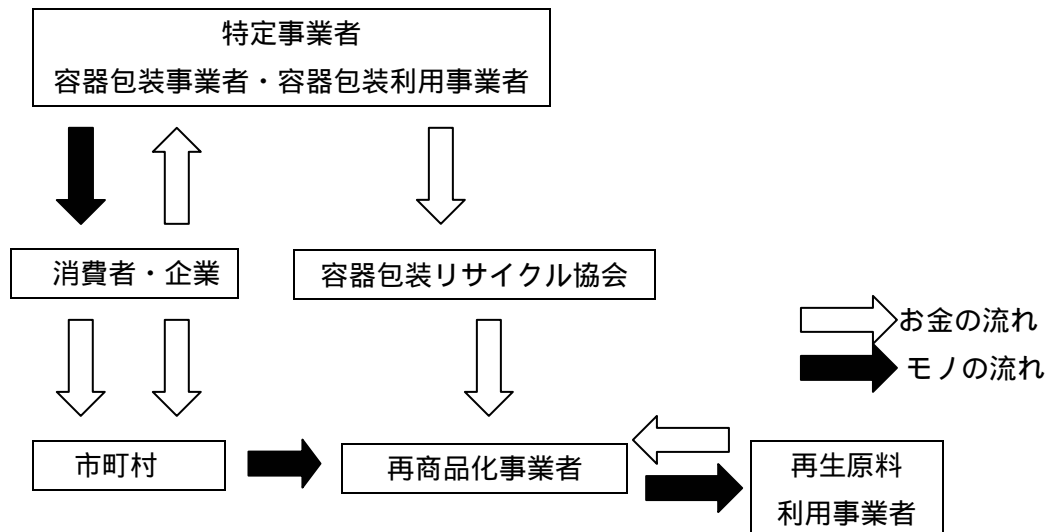 特定事業者
容器包装事業者・容器包装利用事業者
消費者・企業
容器包装リサイクル協会
お金の流れ
モノの流れ
市町村
再商品化事業者
再生原料
利用事業者